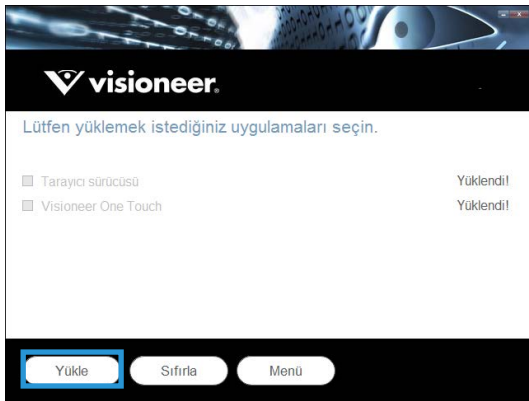 visioneer®
Lütfen yüklemek istediğiniz uygulamaları seçin.
Tarayıcı sürücüsü Yüklendi!
Visioneer One Touch Yüklendi!
Yükle Sıfırla Menü